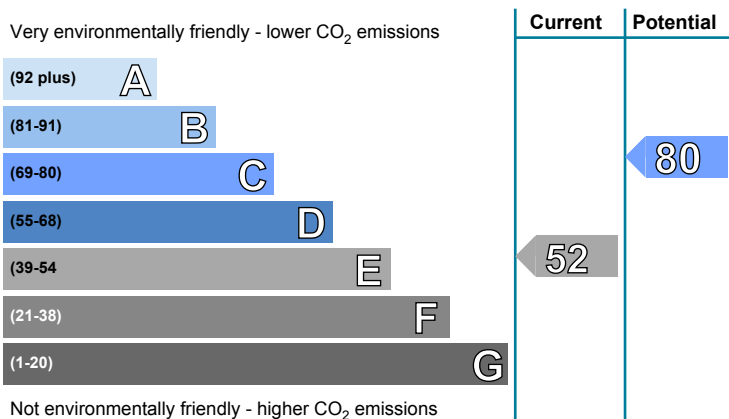 Current Potential
Very environmentally friendly - lower CO2 emissions
(92 plus) A
(81-91) B
80
(69-80) C
(55-68) D
52
(39-54 E
(21-38) F
(1-20) G
Not environmentally friendly - higher CO2 emissions